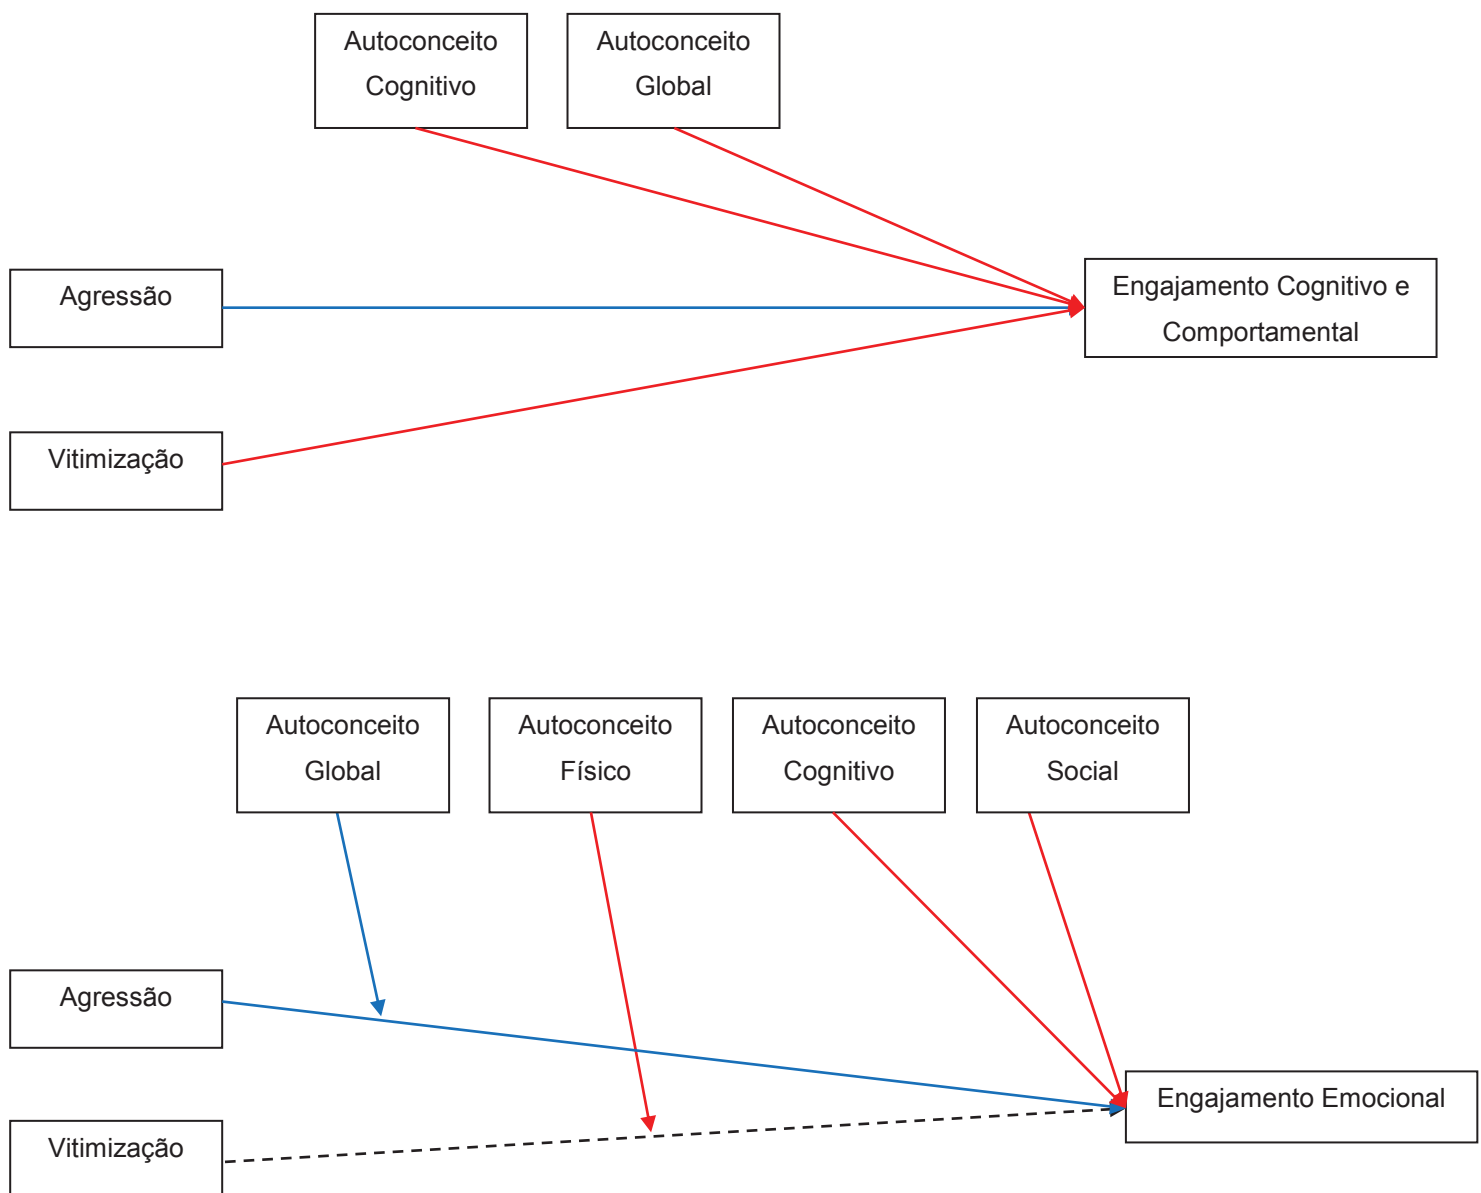 Autoconceito
Cognitivo
Autoconceito
Global
Agressão
Engajamento Cognitivo e
Comportamental
Vitimização
Autoconceito
Global
Autoconceito
Físico
Autoconceito
Cognitivo
Autoconceito
Social
Agressão
Engajamento Emocional
Vitimização